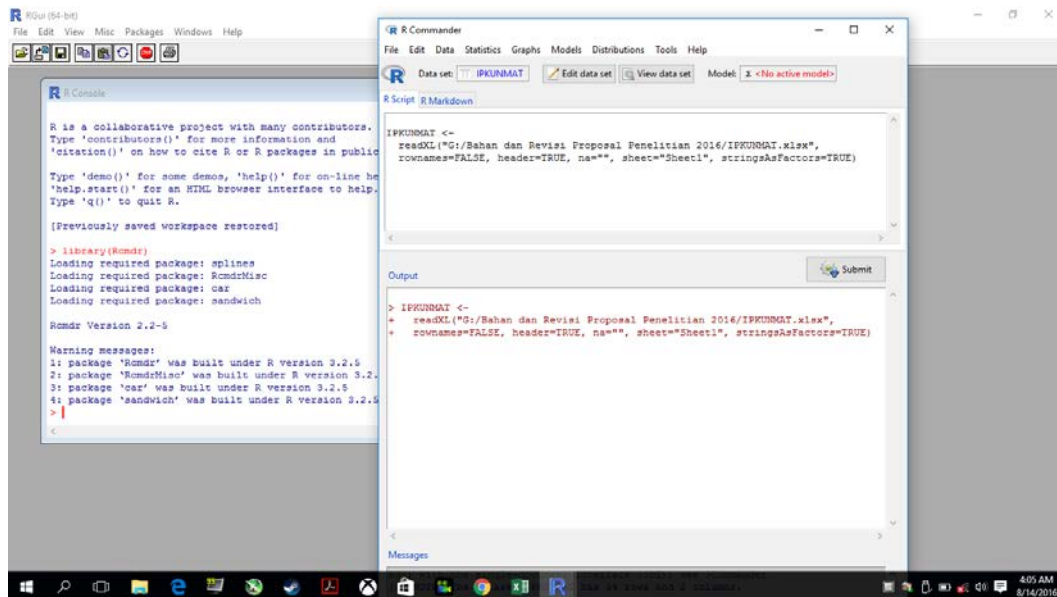 RGui (64-bit)
File Edit View Misc Packages Windows Help
R Console
R is a collaborative project with many contributors.
Type 'contributors()' for more information and
'citation()' on how to cite R or R packages in public
Type 'demo()' for some demos, 'help()' for on-line he
'help.start()' for an HTML browser interface to help.
Type 'q()' to quit R.
[Previously saved workspace restored]
> library(Rcmdr)
Loading required package: splines
Loading required package: RcmdrMisc
Loading required package: car
Loading required package: sandwich
Rcmdr Version 2.2-5
Warning messages:
1: package 'Rcmdr' was built under R version 3.2.5
2: package 'RcmdrMisc' was built under R version 3.2.
3: package 'car' was built under R version 3.2.5
4: package 'sandwich' was built under R version 3.2.5
>
R Commander
File Edit Data Statistics Graphs Models Distributions Tools Help
Data set: IPKUNMAT Edit data set View data set Model: Σ <No active model>
R Script R Markdown
IPKUNMAT <-
readXL("G:/Bahan dan Revisi Proposal Penelitian 2016/IPKUNMAT.xlsx",
rownames=FALSE, header=TRUE, na="", sheet="Sheet1", stringsAsFactors=TRUE)
Output
Submit
> IPKUNMAT <-
+ readXL("G:/Bahan dan Revisi Proposal Penelitian 2016/IPKUNMAT.xlsx",
+ rownames=FALSE, header=TRUE, na="", sheet="Sheet1", stringsAsFactors=TRUE)
Messages
4:05 AM
8/14/2016